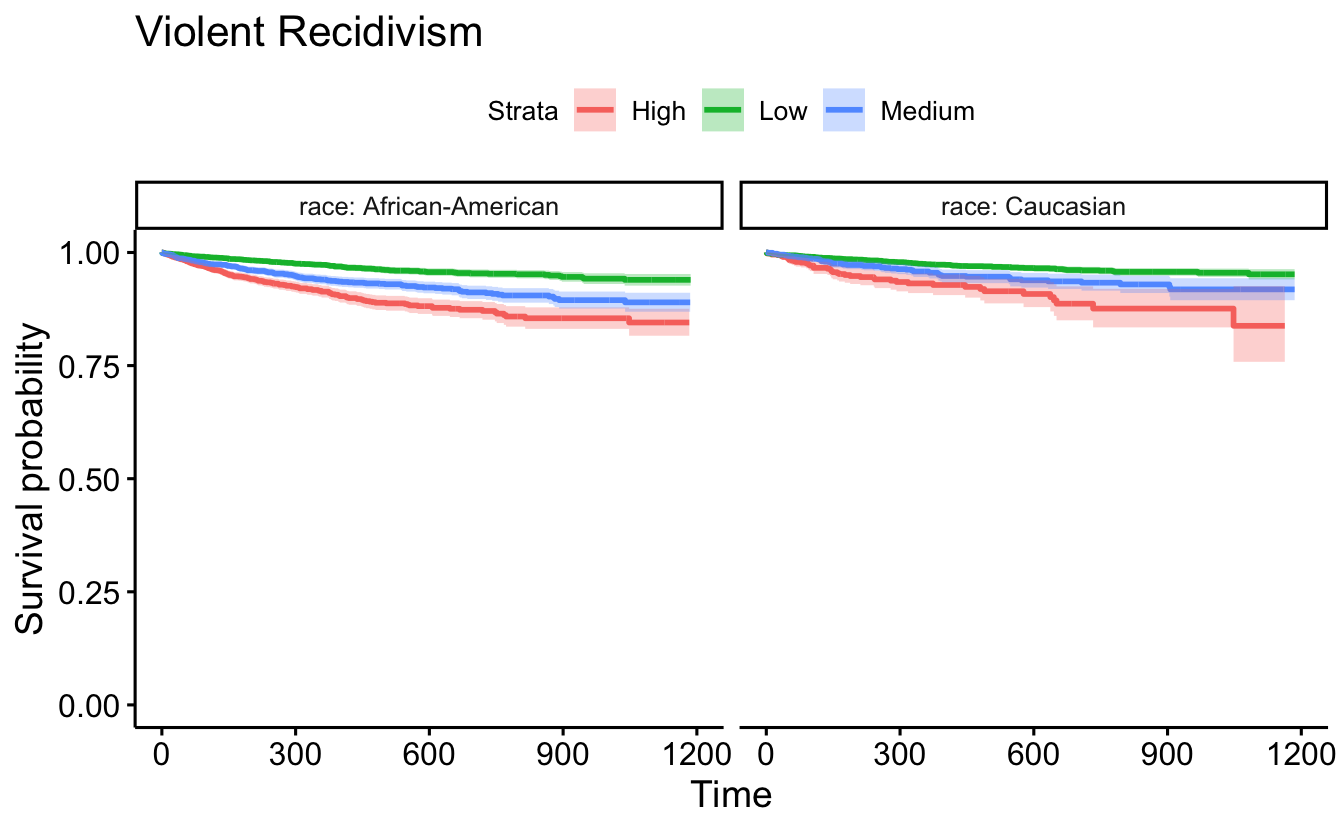 Violent Recidivism
Strata High Low Medium
race: African-American
race: Caucasian
Survival probability
1.00
0.75
0.50
0.25
0.00
0 300 600 900 1200
0 300 600 900 1200
Time